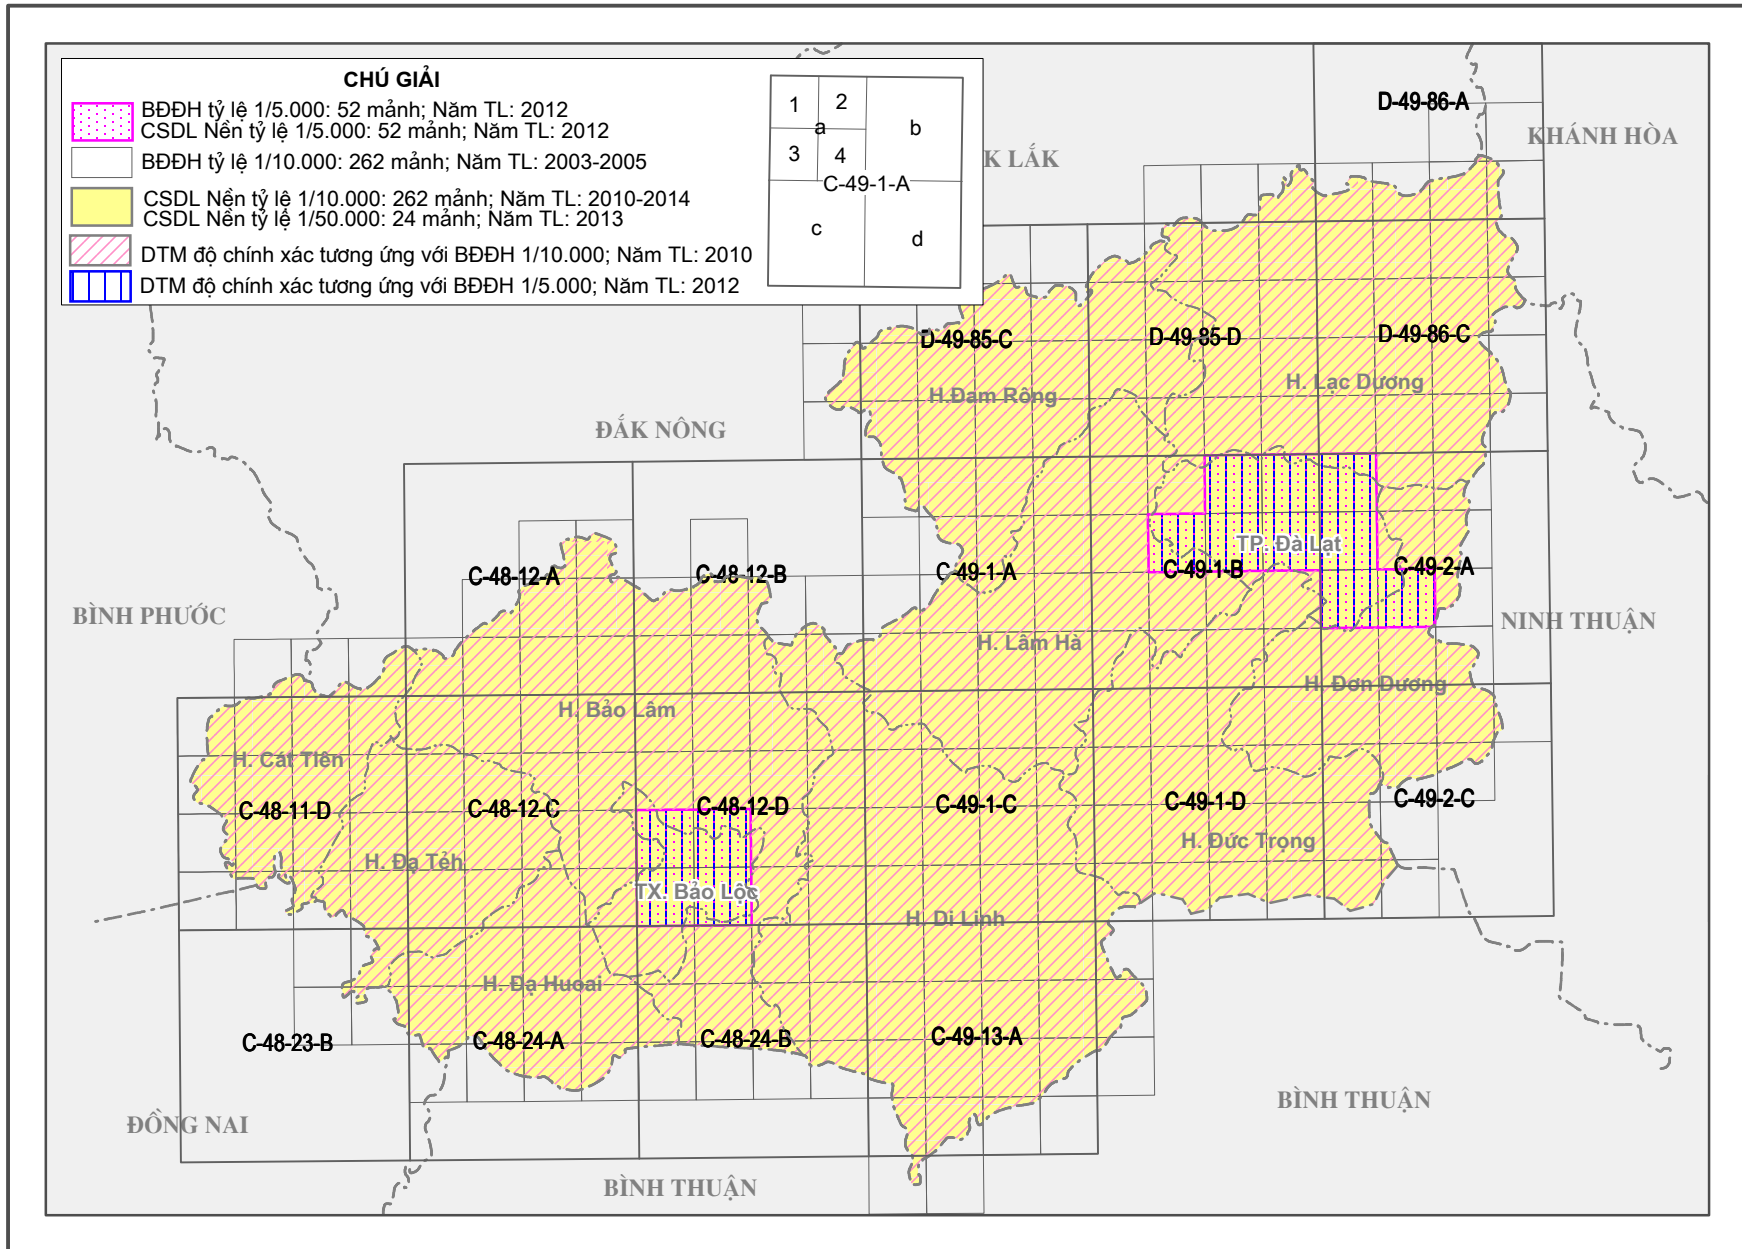 CHÚ GIẢI
BĐĐH tỷ lệ 1/5.000: 52 mảnh; Năm TL: 2012
CSDL Nền tỷ lệ 1/5.000: 52 mảnh; Năm TL: 2012
BĐĐH tỷ lệ 1/10.000: 262 mảnh; Năm TL: 2003-2005
CSDL Nền tỷ lệ 1/10.000: 262 mảnh; Năm TL: 2010-2014
CSDL Nền tỷ lệ 1/50.000: 24 mảnh; Năm TL: 2013
DTM độ chính xác tương ứng với BĐĐH 1/10.000; Năm TL: 2010
DTM độ chính xác tương ứng với BĐĐH 1/5.000; Năm TL: 2012
1 2
a b
3 4
C-49-1-A
c d
D-49-86-A
KHÁNH HÒA
K LẮK
D-49-85-C D-49-85-D D-49-86-C
H. Lạc Dương
H.Đam Rông
ĐẮK NÔNG
TP. Đà Lạt
C-48-12-A C-48-12-B C-49-1-A C-49-1-B C-49-2-A
BÌNH PHƯỚC
NINH THUẬN
H. Lâm Hà
H. Đơn Dương
H. Bảo Lâm
H. Cát Tiên
C-48-11-D C-48-12-C C-48-12-D C-49-1-C C-49-1-D C-49-2-C
H. Đức Trọng
H. Đạ Tẻh
TX. Bảo Lộc
H. Di Linh
H. Đạ Huoai
C-48-23-B C-48-24-A C-48-24-B C-49-13-A
BÌNH THUẬN
ĐỒNG NAI
BÌNH THUẬN